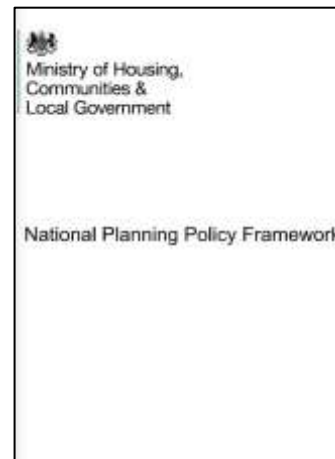 Ministry of Housing,
Communities &
Local Government
National Planning Policy Framework